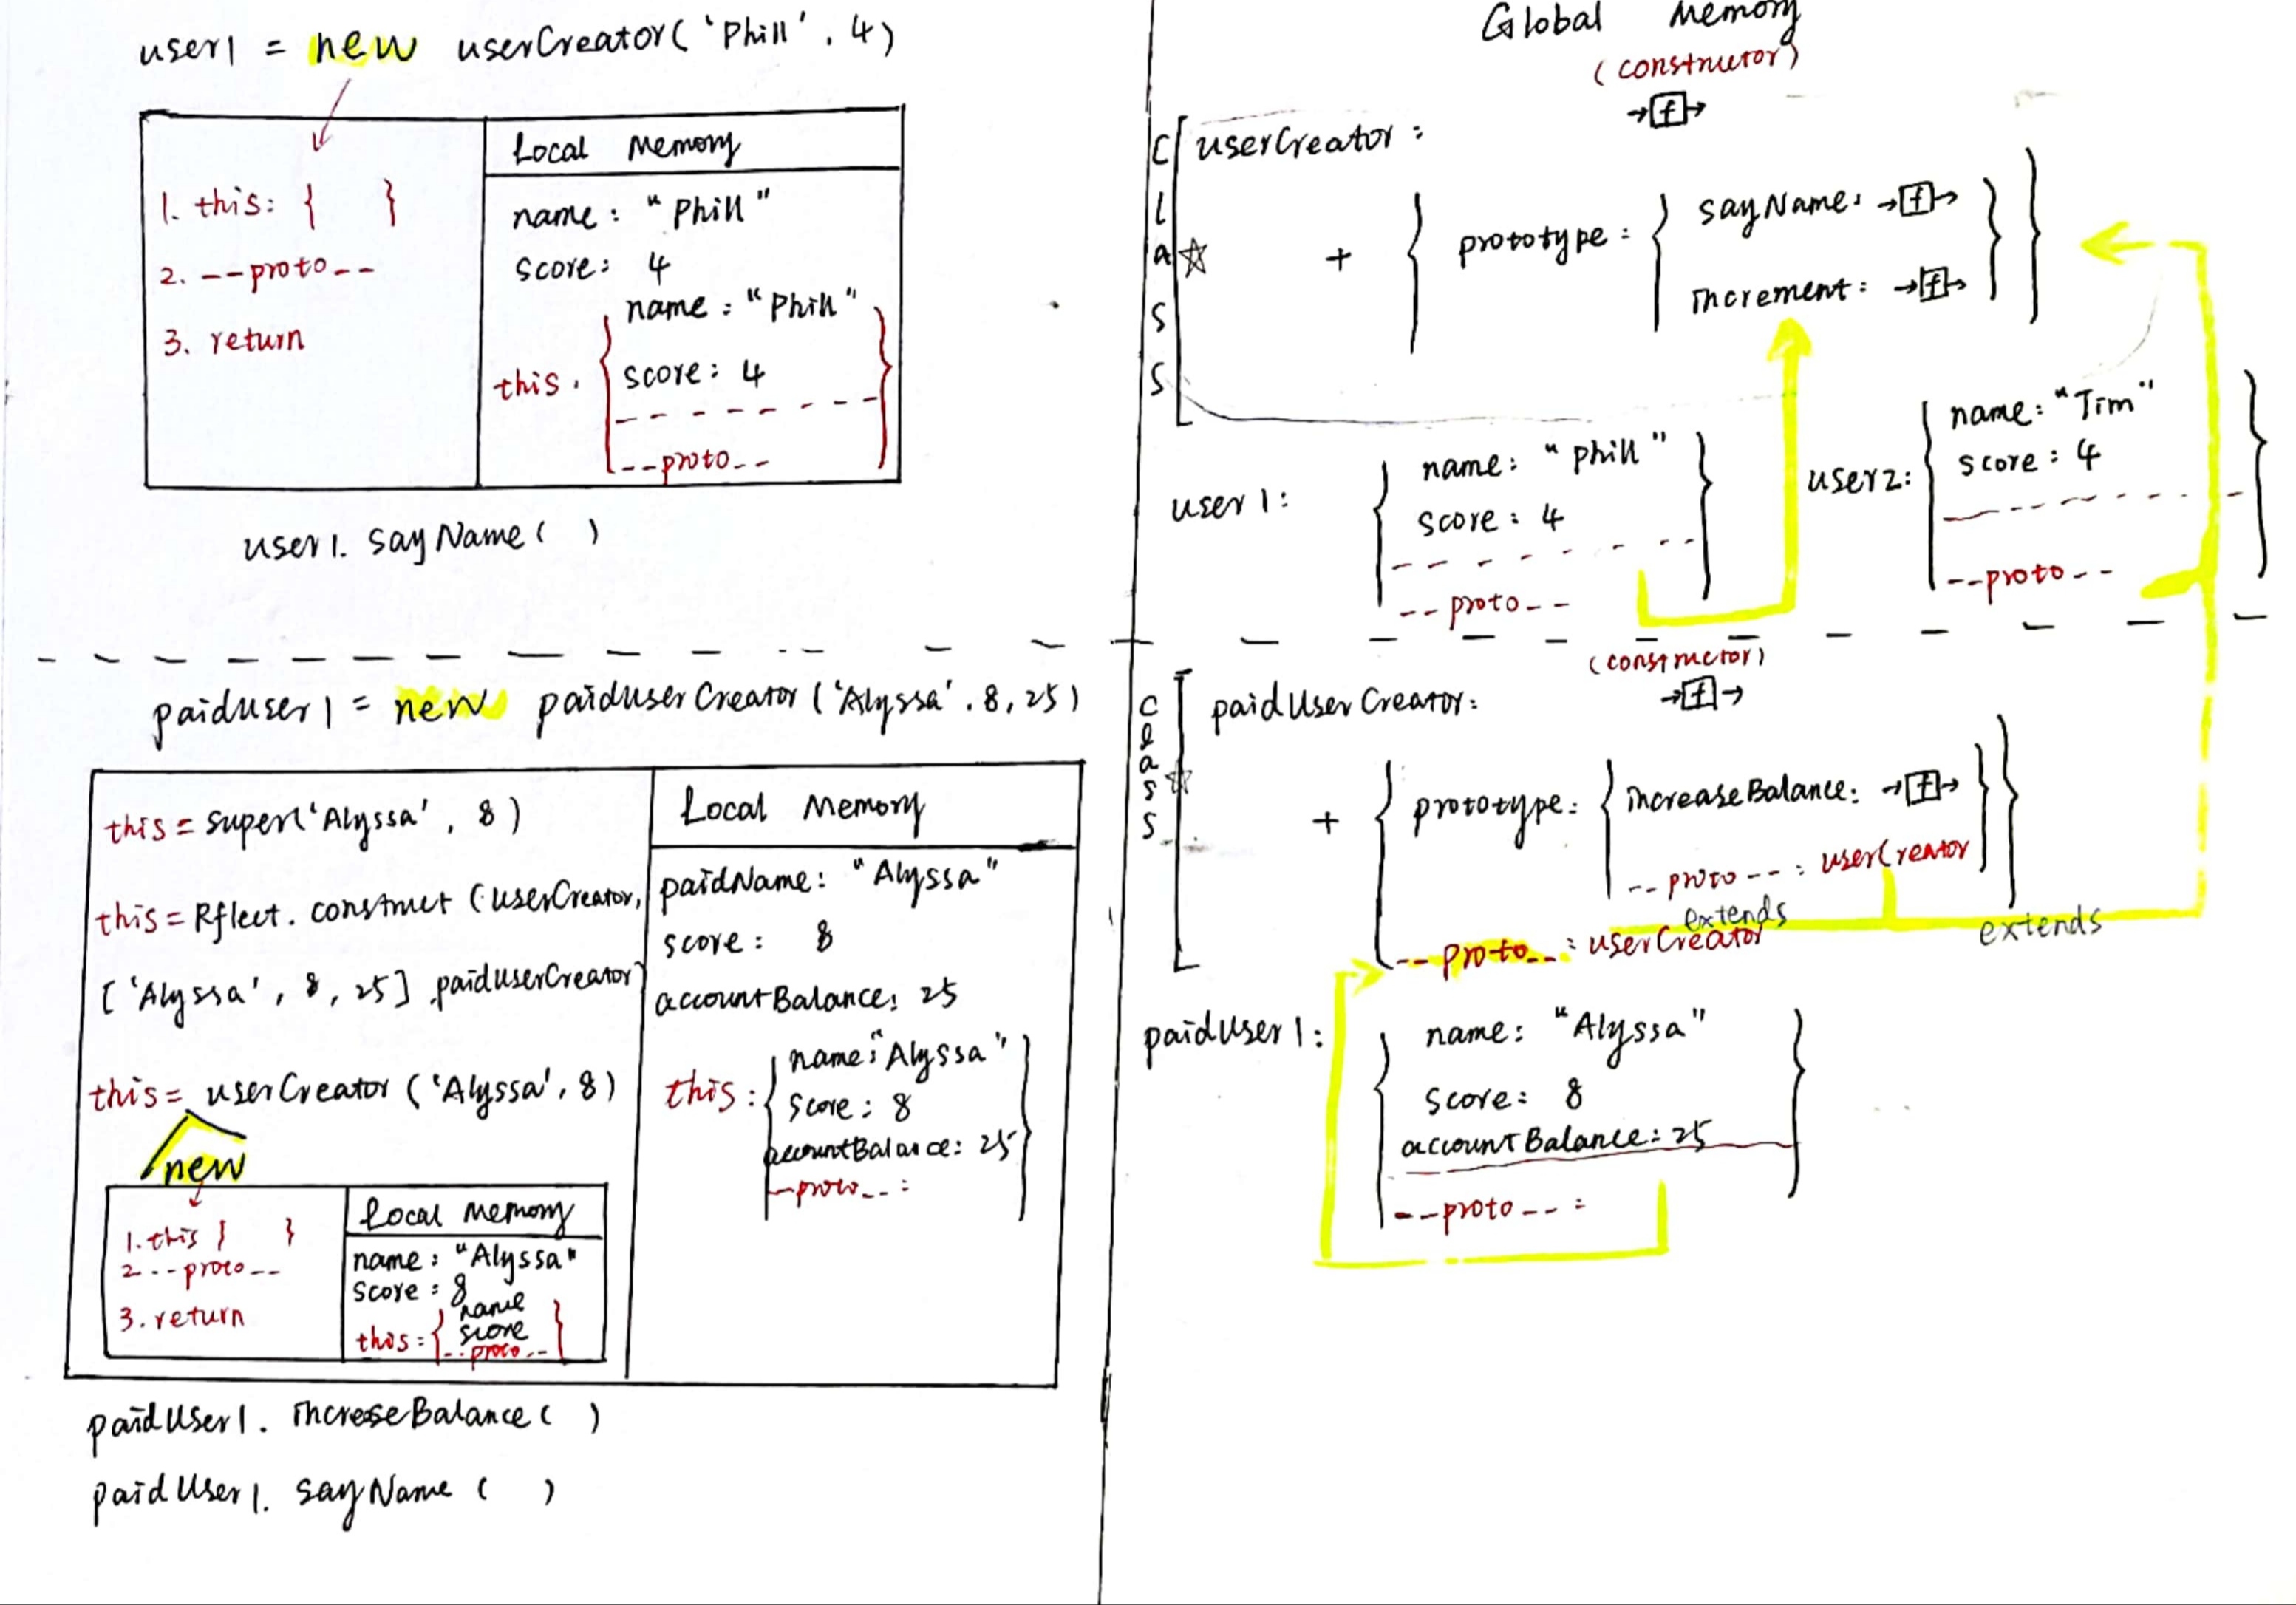 user1 = new userCreator('Phill', 4)
1. this: { }
2. --proto--
3. return
Local Memory
name: "Phill"
score: 4
name: "Phill"
this. score: 4
--proto--
user1. sayName( )
paiduser1 = new paiduserCreator('Alyssa'. 8, 25)
this = super('Alyssa', 8)
this = Rflect. construct (userCreator,
['Alyssa', 8, 25] .paiduserCreator)
this = userCreator ('Alyssa', 8)
new
1. this } }
2 --proto--
3. return
Local Memory
name: "Alyssa"
score: 8
name
this: { score }
--proto--
Local Memory
paidName: "Alyssa"
score: 8
accountBalance: 25
name: "Alyssa"
this: { score: 8
accountBalance: 25 }
--proto--:
paidUser1. increseBalance( )
paidUser1. sayName ( )
Global Memory
(constructor)
→[f]→
Class ☆
userCreator:
+ { prototype: { sayName: →[f]→
increment: →[f]→ } }
user1: { name: "Phill"
score: 4
--proto-- }
user2: { name: "Tim"
score: 4
--proto-- }
(constructor)
→[f]→
Class ☆
paidUserCreator:
+ { prototype: { increaseBalance: →[f]→
--proto--: userCreator } }
extends
extends
--proto--: userCreator
paidUser1: { name: "Alyssa"
score: 8
accountBalance: 25
--proto--: }